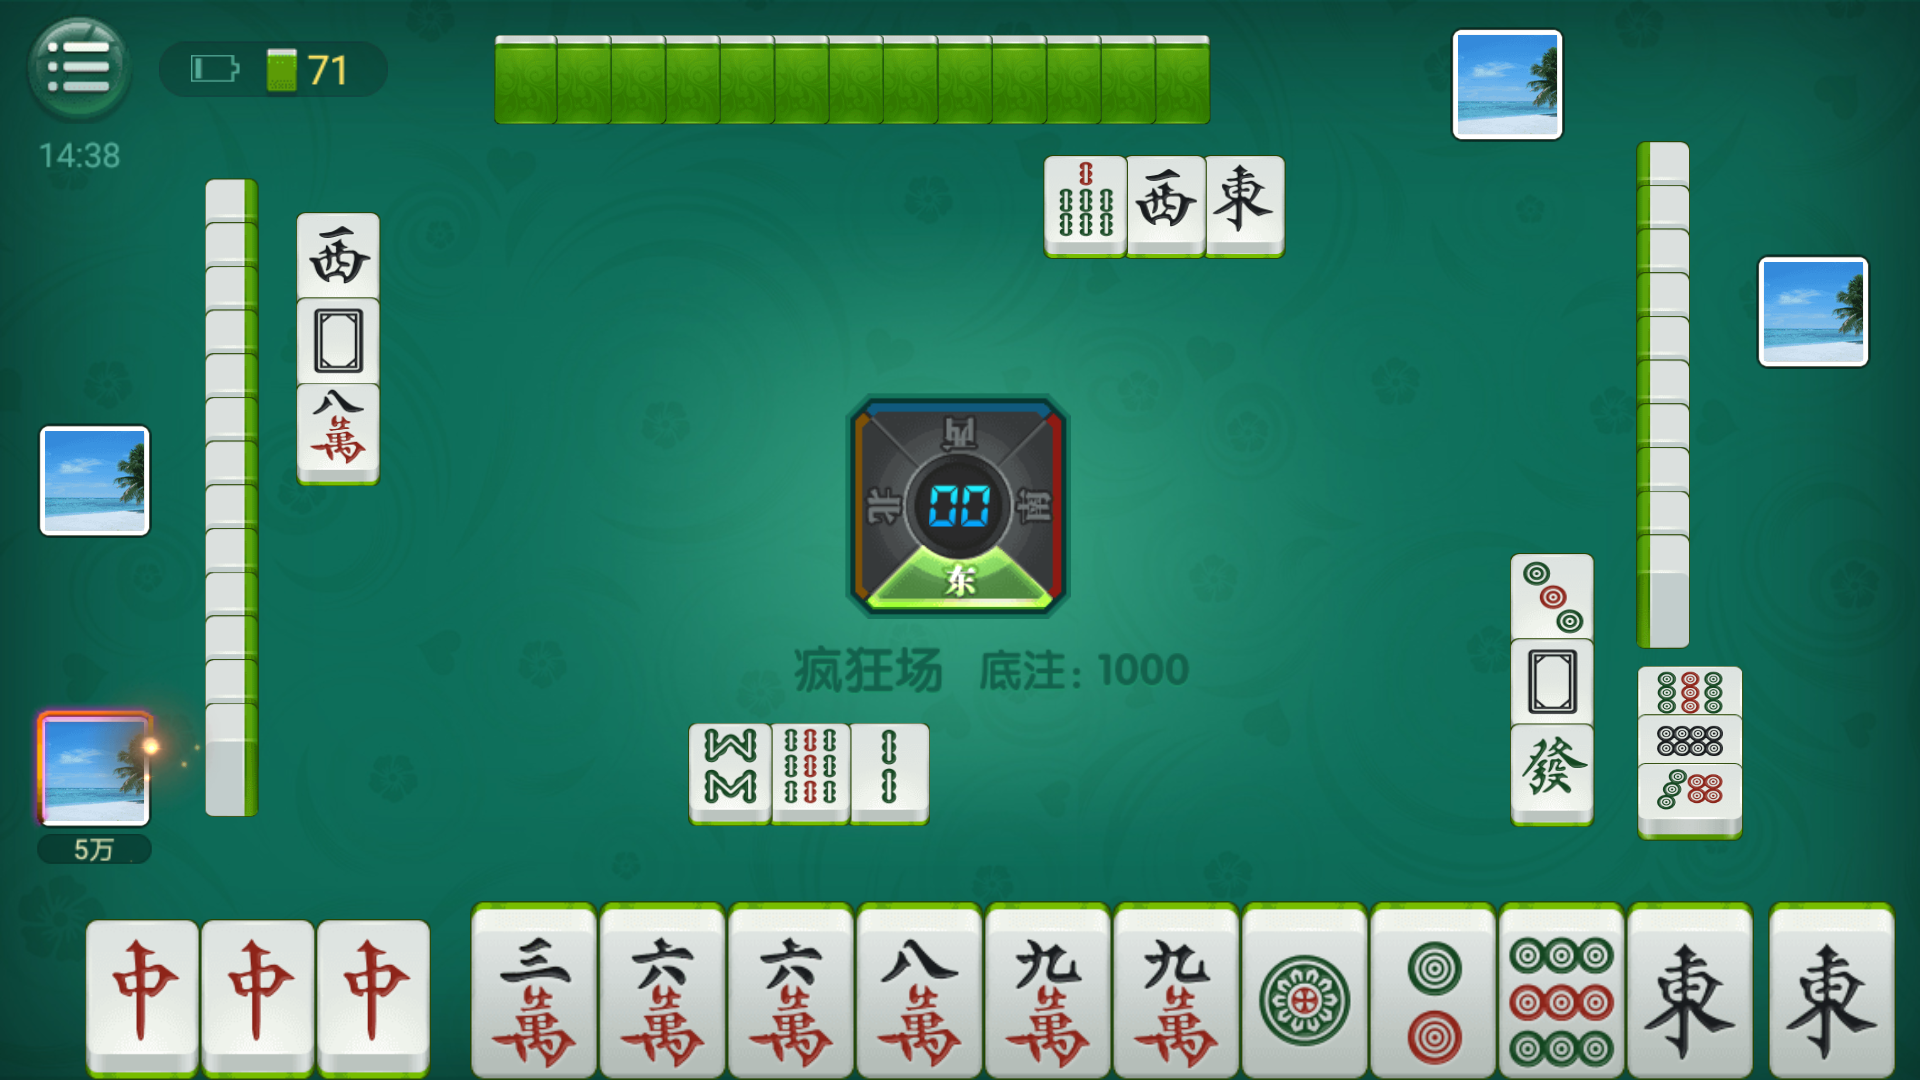 71
14:38
西 東
西
八萬
西
北 00 南
东
疯狂场 底注: 1000
發
5万
中 中 中 三萬 六萬 六萬 八萬 九萬 九萬 東 東